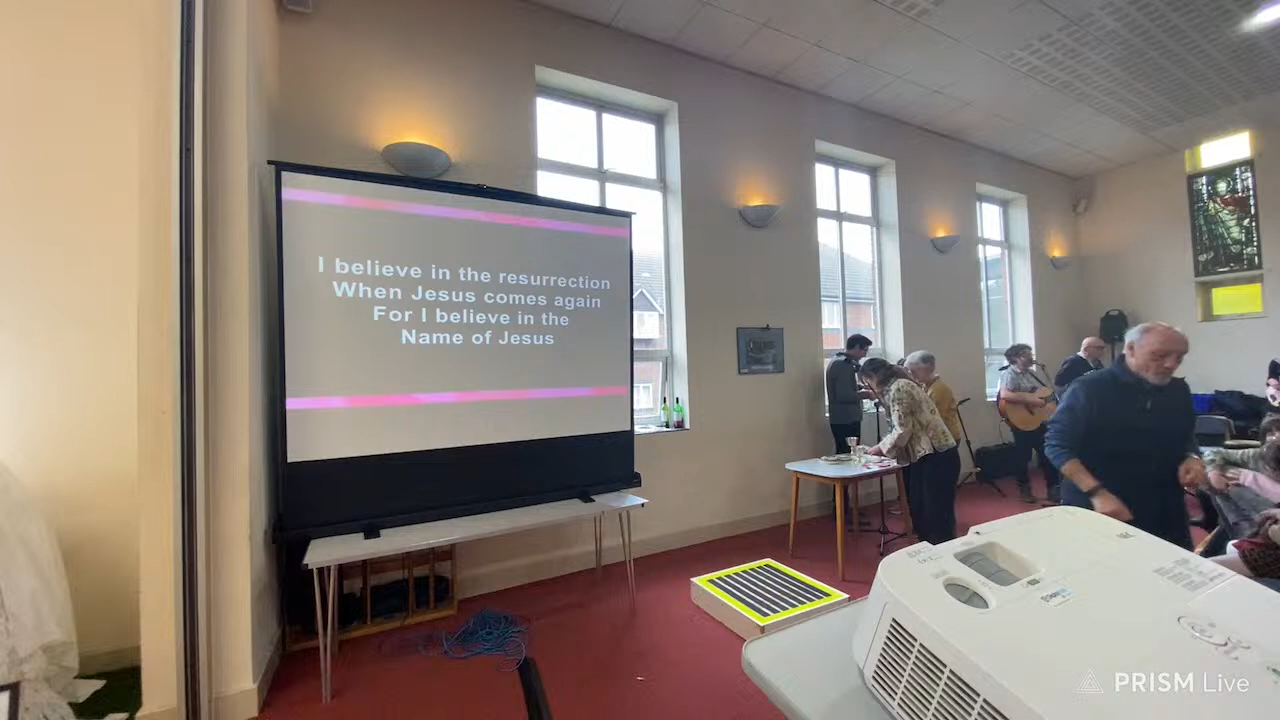 I believe in the resurrection
When Jesus comes again
For I believe in the
Name of Jesus
PRISM Live